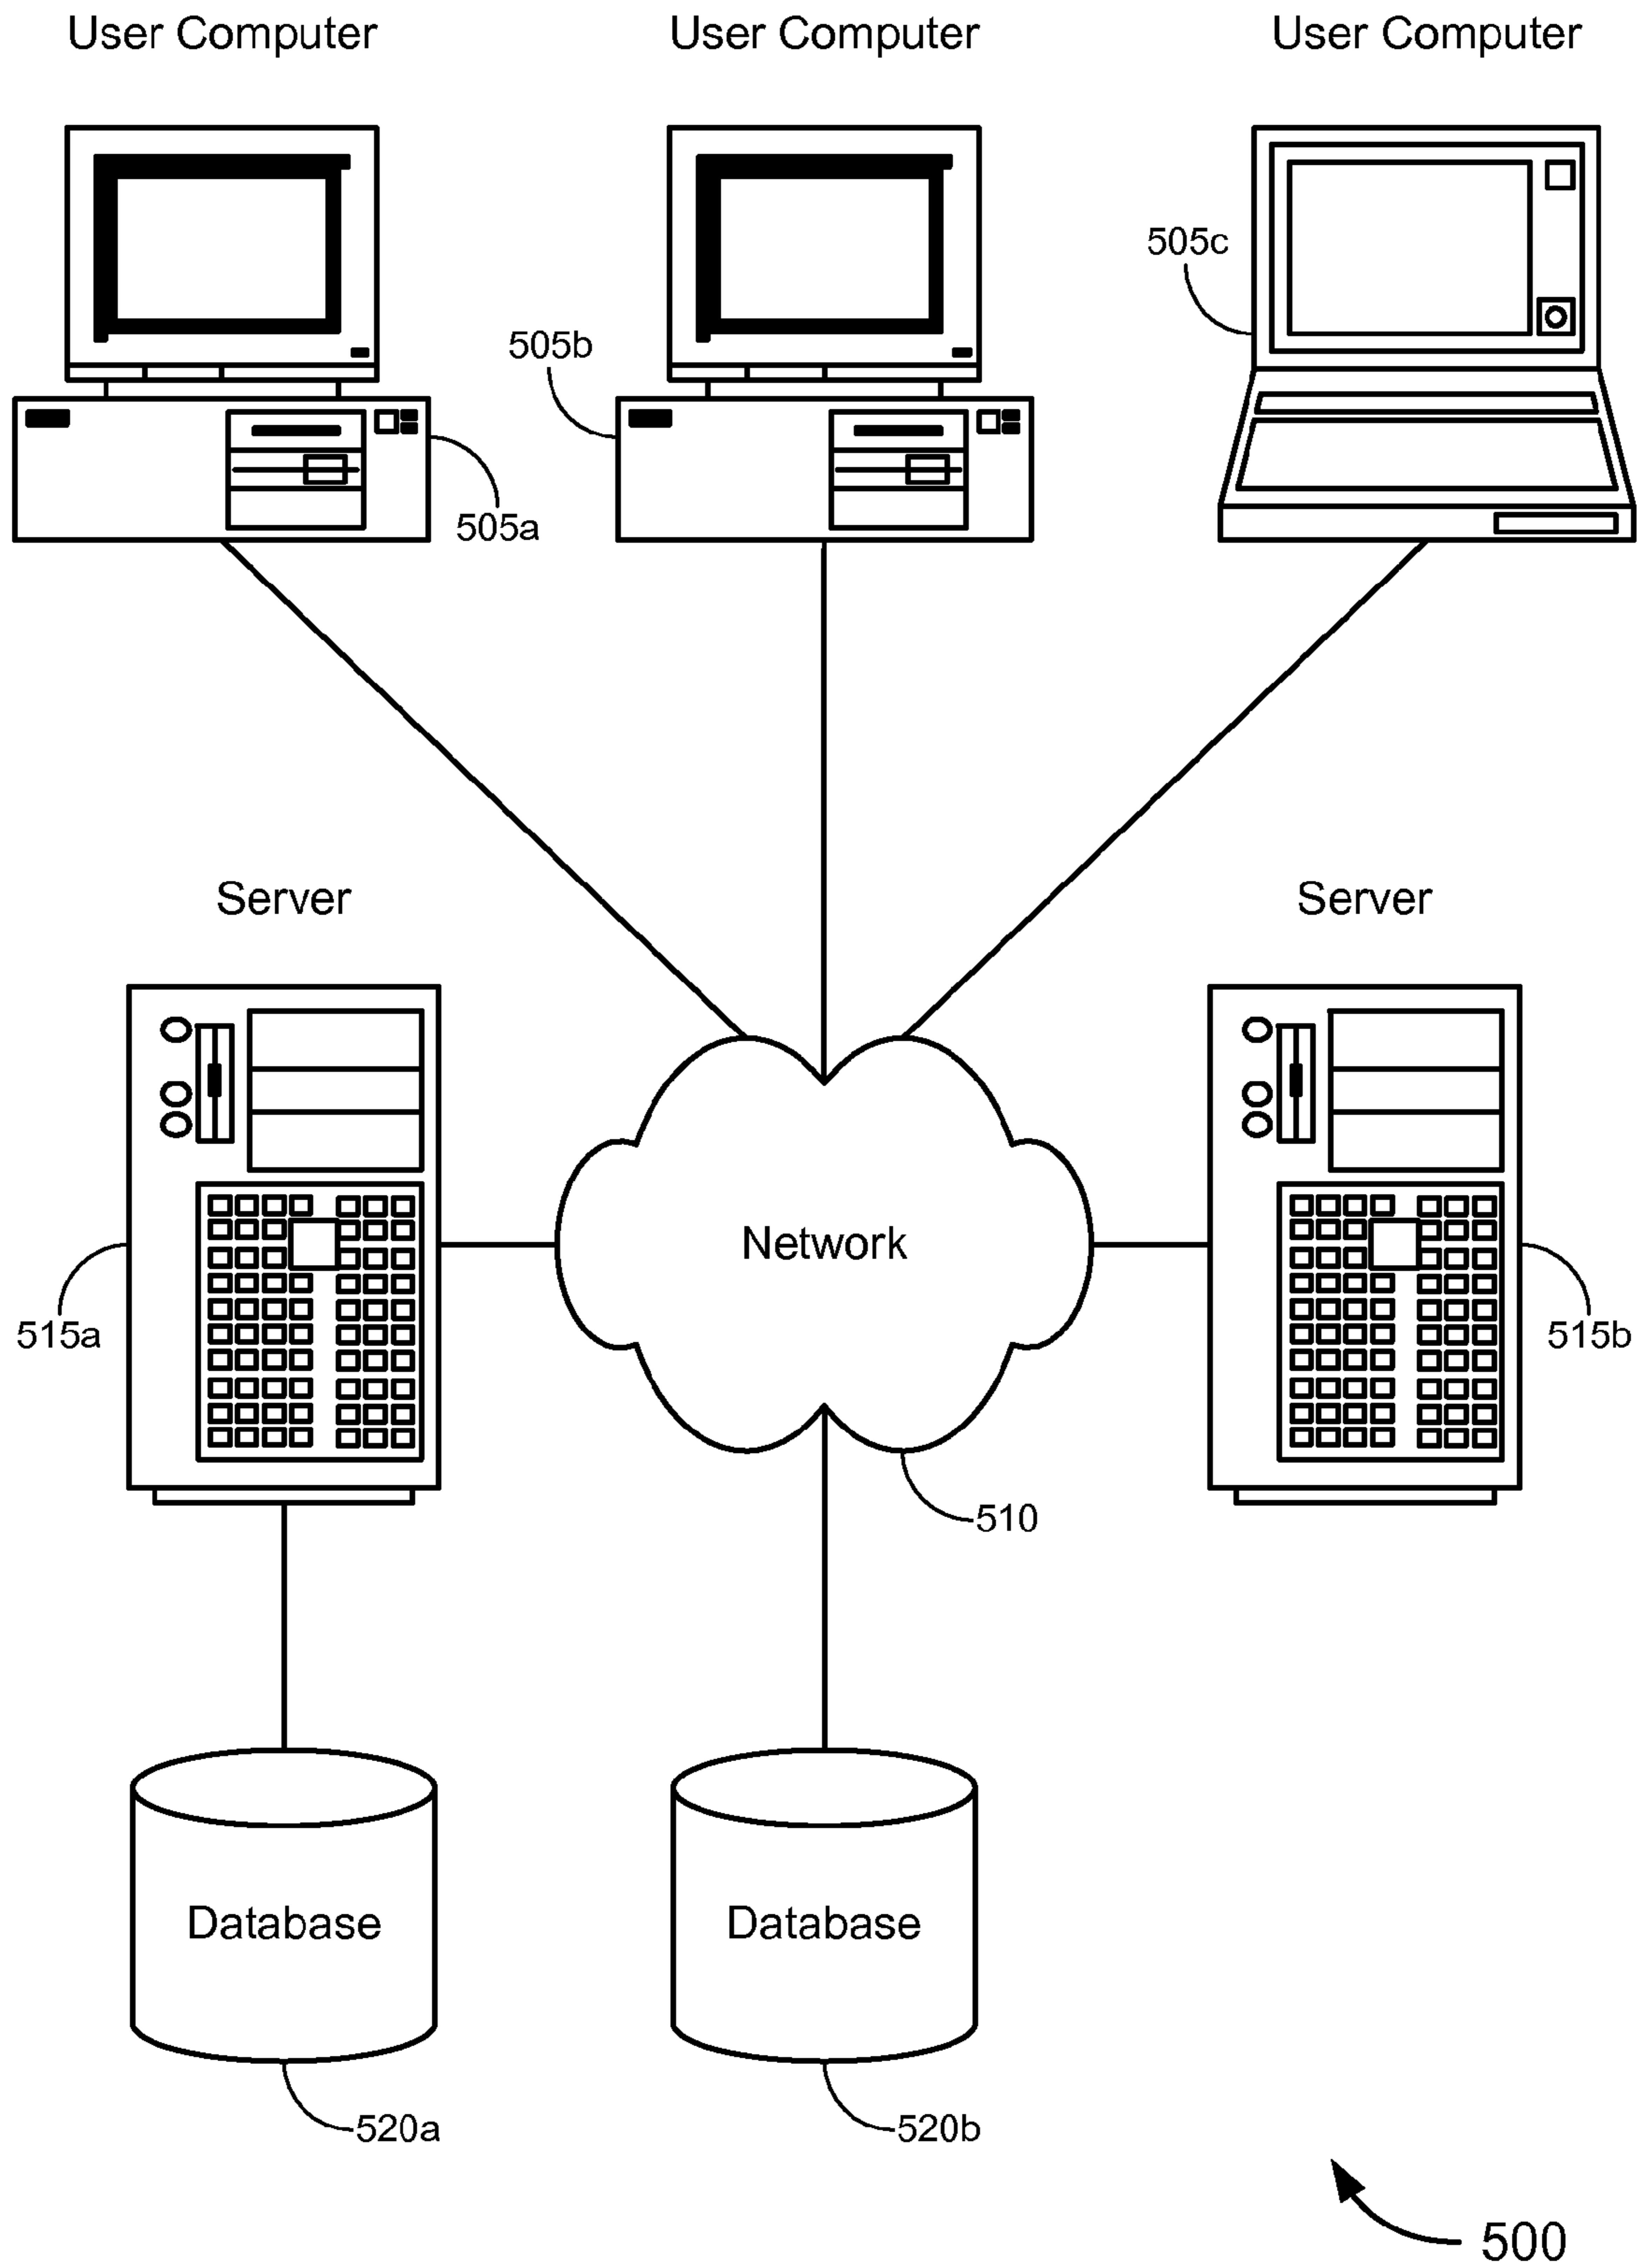 User Computer
User Computer
User Computer
505c
505b
505a
Server
Server
Network
515a
515b
510
Database
Database
520a
520b
500